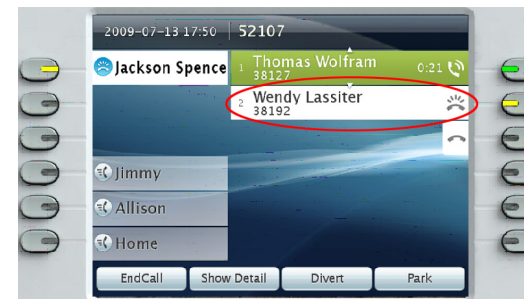 2009-07-13 17:50 52107
Jackson Spence
1 Thomas Wolfram 0:21
38127
2 Wendy Lassiter
38192
Jimmy
Allison
Home
EndCall Show Detail Divert Park